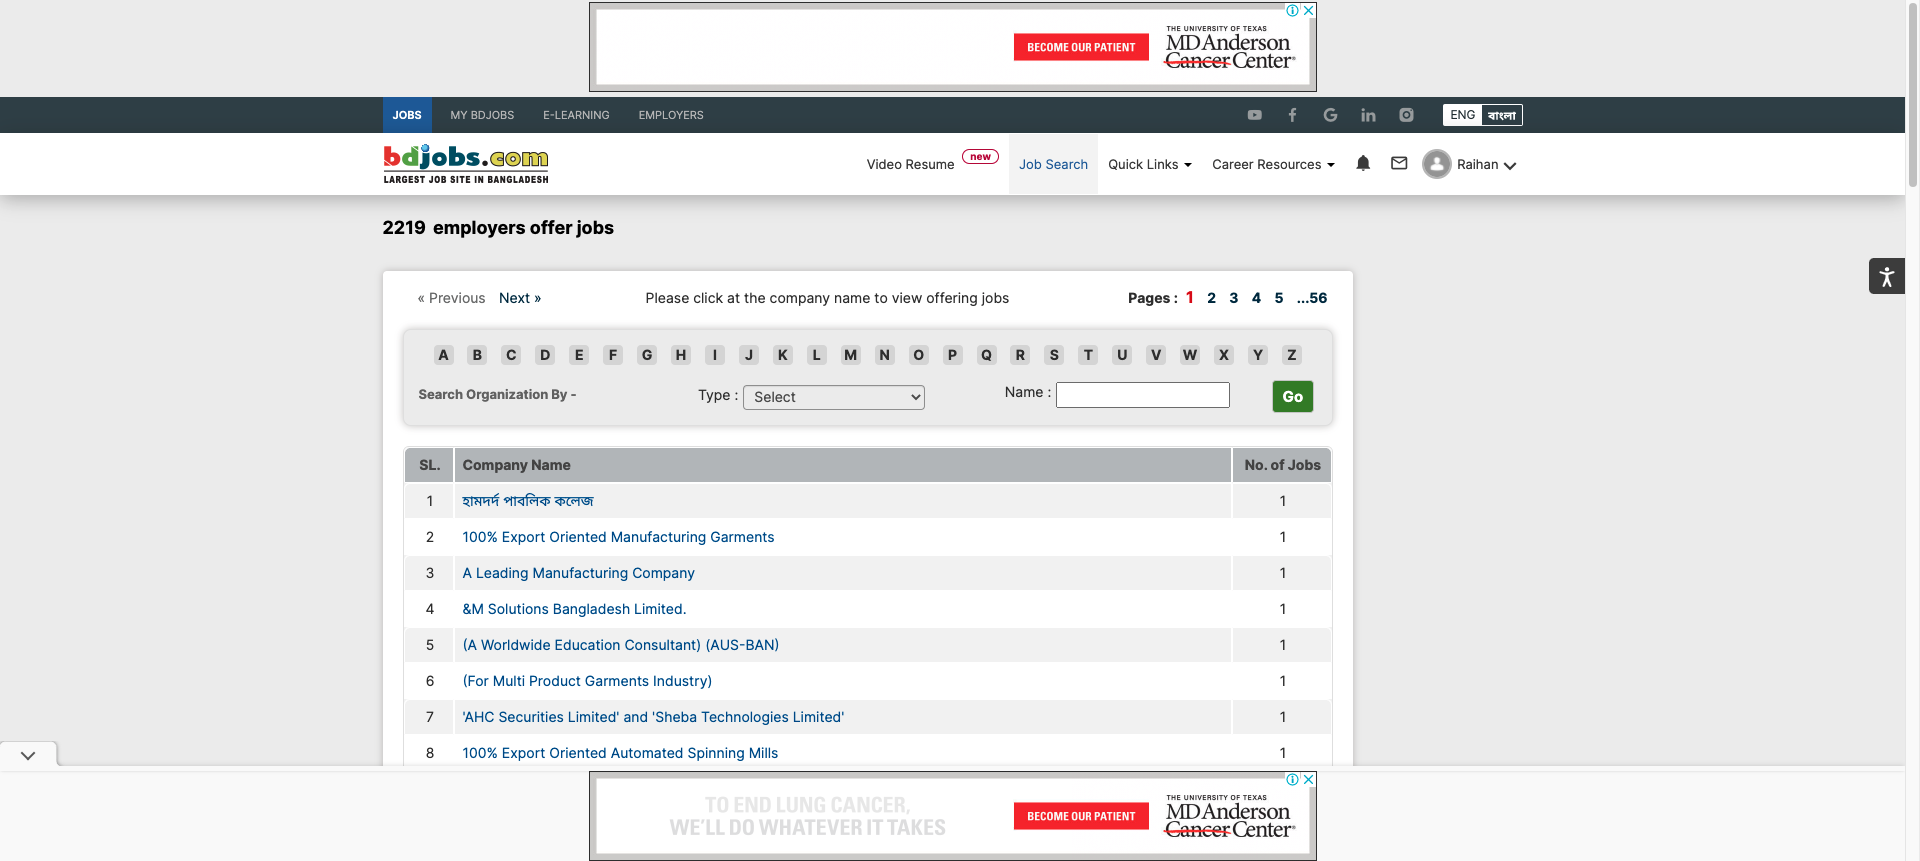 BECOME OUR PATIENT
THE UNIVERSITY OF TEXAS
MD Anderson
Cancer Center
JOBS MY BDJOBS E-LEARNING EMPLOYERS ENG বাংলা
bdjobs.com
LARGEST JOB SITE IN BANGLADESH
Video Resume new Job Search Quick Links Career Resources Raihan
2219 employers offer jobs
« Previous Next » Please click at the company name to view offering jobs Pages : 1 2 3 4 5 ...56
A B C D E F G H I J K L M N O P Q R S T U V W X Y Z
Search Organization By - Type : Select Name : Go
SL. Company Name No. of Jobs
1 হামদর্দ পাবলিক কলেজ 1
2 100% Export Oriented Manufacturing Garments 1
3 A Leading Manufacturing Company 1
4 &M Solutions Bangladesh Limited. 1
5 (A Worldwide Education Consultant) (AUS-BAN) 1
6 (For Multi Product Garments Industry) 1
7 'AHC Securities Limited' and 'Sheba Technologies Limited' 1
8 100% Export Oriented Automated Spinning Mills 1
TO END LUNG CANCER,
WE'LL DO WHATEVER IT TAKES
BECOME OUR PATIENT
THE UNIVERSITY OF TEXAS
MD Anderson
Cancer Center